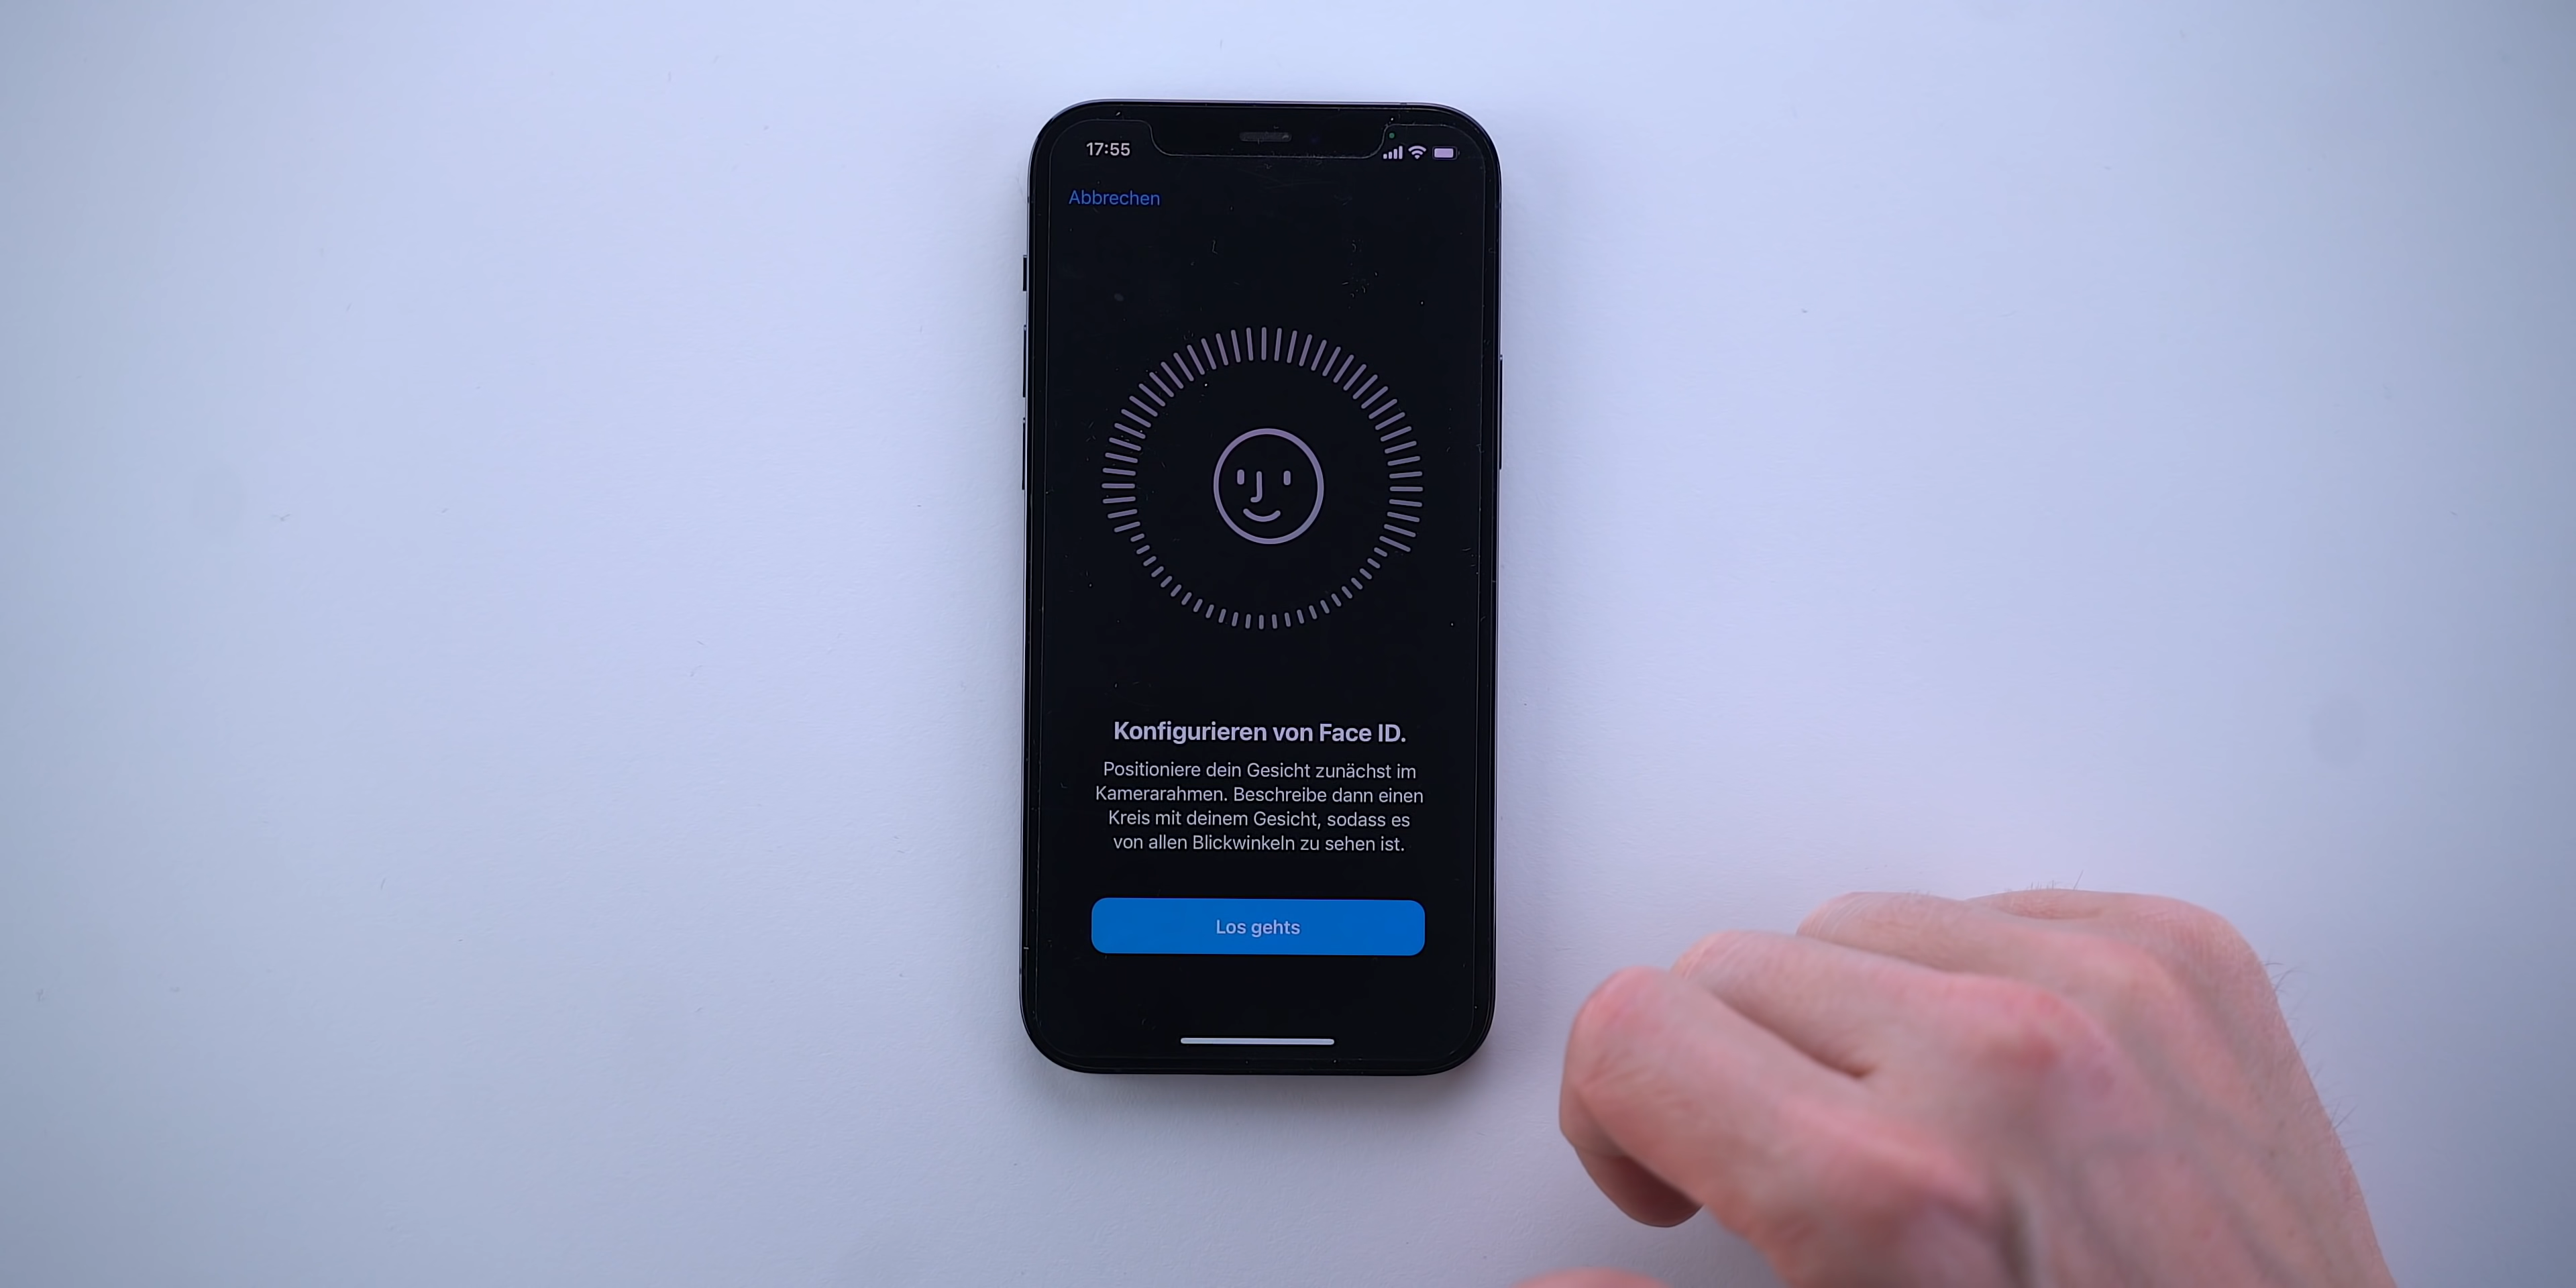 17:55
Abbrechen
Konfigurieren von Face ID.
Positioniere dein Gesicht zunächst im
Kamerarahmen. Beschreibe dann einen
Kreis mit deinem Gesicht, sodass es
von allen Blickwinkeln zu sehen ist.
Los gehts